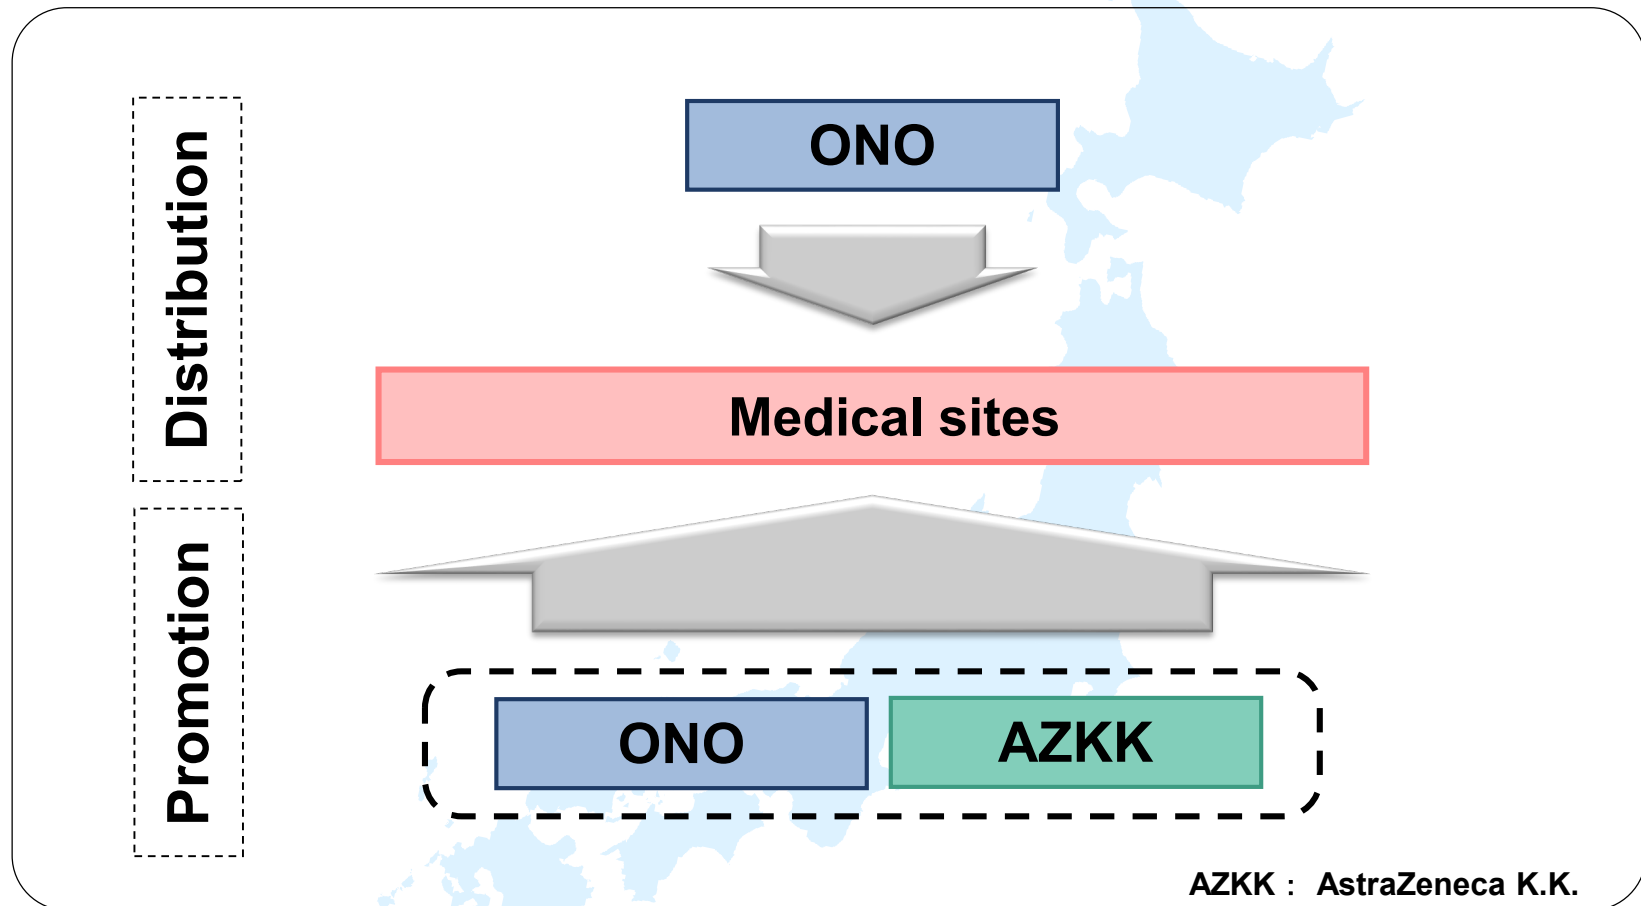 Distribution
ONO
Medical sites
Promotion
ONO
AZKK
AZKK : AstraZeneca K.K.